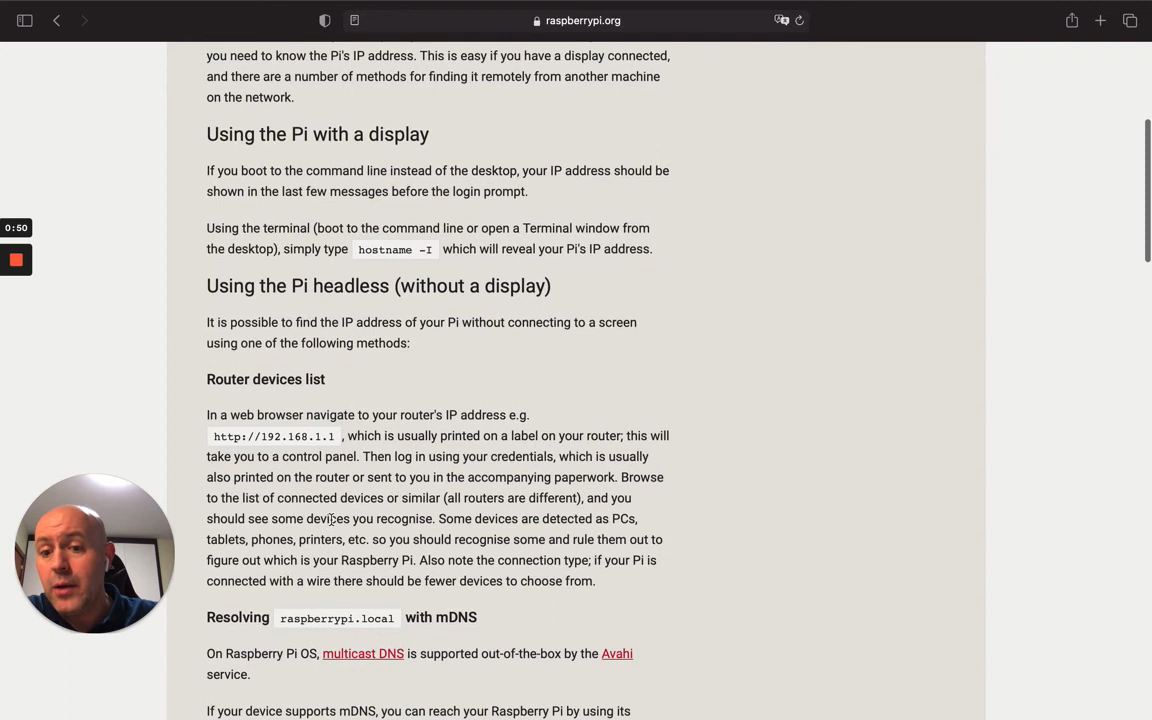 raspberrypi.org
you need to know the Pi's IP address. This is easy if you have a display connected,
and there are a number of methods for finding it remotely from another machine
on the network.
Using the Pi with a display
If you boot to the command line instead of the desktop, your IP address should be
shown in the last few messages before the login prompt.
Using the terminal (boot to the command line or open a Terminal window from
the desktop), simply type hostname -I which will reveal your Pi's IP address.
0:50
Using the Pi headless (without a display)
It is possible to find the IP address of your Pi without connecting to a screen
using one of the following methods:
Router devices list
In a web browser navigate to your router's IP address e.g.
http://192.168.1.1 , which is usually printed on a label on your router; this will
take you to a control panel. Then log in using your credentials, which is usually
also printed on the router or sent to you in the accompanying paperwork. Browse
to the list of connected devices or similar (all routers are different), and you
should see some devices you recognise. Some devices are detected as PCs,
tablets, phones, printers, etc. so you should recognise some and rule them out to
figure out which is your Raspberry Pi. Also note the connection type; if your Pi is
connected with a wire there should be fewer devices to choose from.
Resolving raspberrypi.local with mDNS
On Raspberry Pi OS, multicast DNS is supported out-of-the-box by the Avahi
service.
If your device supports mDNS, you can reach your Raspberry Pi by using its